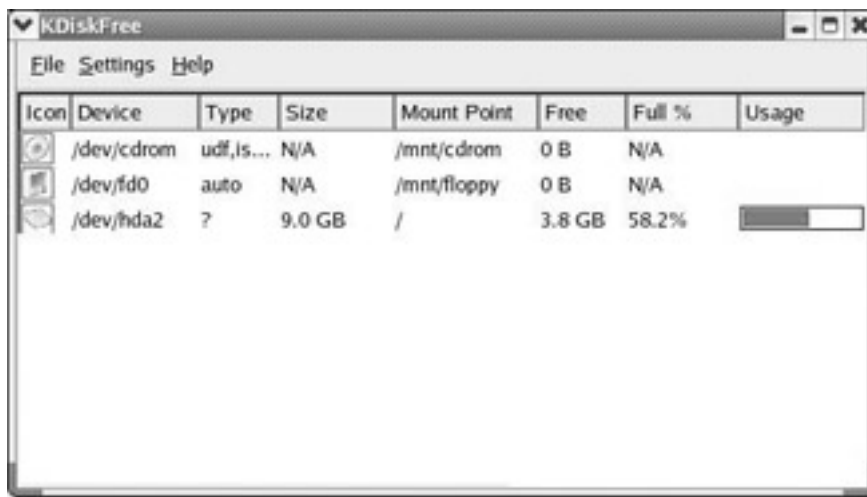 KDiskFree
File Settings Help
Icon Device Type Size Mount Point Free Full % Usage
/dev/cdrom udf,is... N/A /mnt/cdrom 0 B N/A
/dev/fd0 auto N/A /mnt/floppy 0 B N/A
/dev/hda2 ? 9.0 GB / 3.8 GB 58.2%